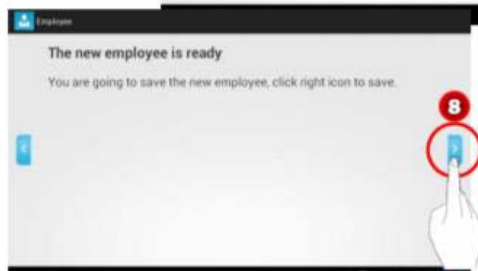 Employee
The new employee is ready
You are going to save the new employee, click right icon to save.
8